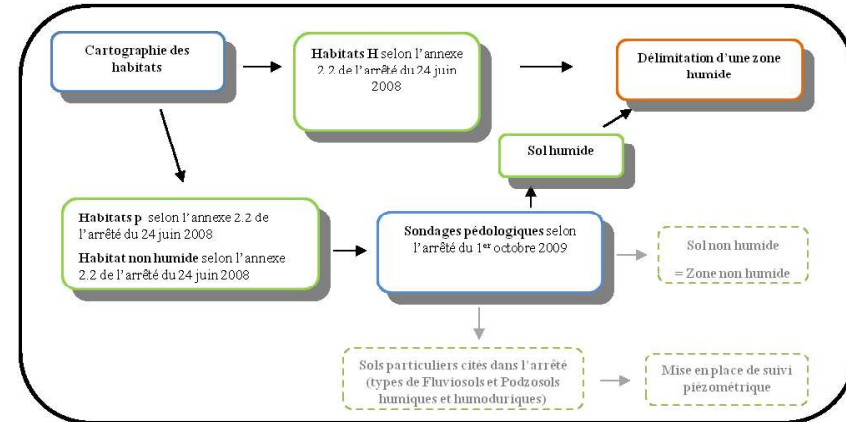 Cartographie des
habitats
Habitats H selon l'annexe
2.2 de l'arrêté du 24 juin
2008
Délimitation d'une zone
humide
Sol humide
Habitats p selon l'annexe 2.2 de
l'arrêté du 24 juin 2008
Habitat non humide selon l'annexe
2.2 de l'arrêté du 24 juin 2008
Sondages pédologiques selon
l'arrêté du 1er octobre 2009
Sol non humide
= Zone non humide
Sols particuliers cités dans l'arrêté
(types de Fluviosols et Podzosols
humiques et humoduriques)
Mise en place de suivi
piézométrique